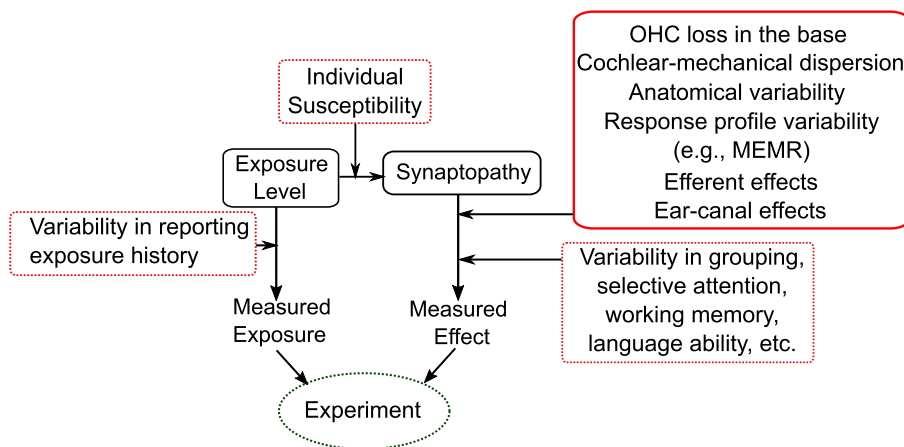 Individual
Susceptibility
OHC loss in the base
Cochlear-mechanical dispersion
Anatomical variability
Response profile variability
(e.g., MEMR)
Efferent effects
Ear-canal effects
Exposure
Level
Synaptopathy
Variability in reporting
exposure history
Variability in grouping,
selective attention,
working memory,
language ability, etc.
Measured
Exposure
Measured
Effect
Experiment